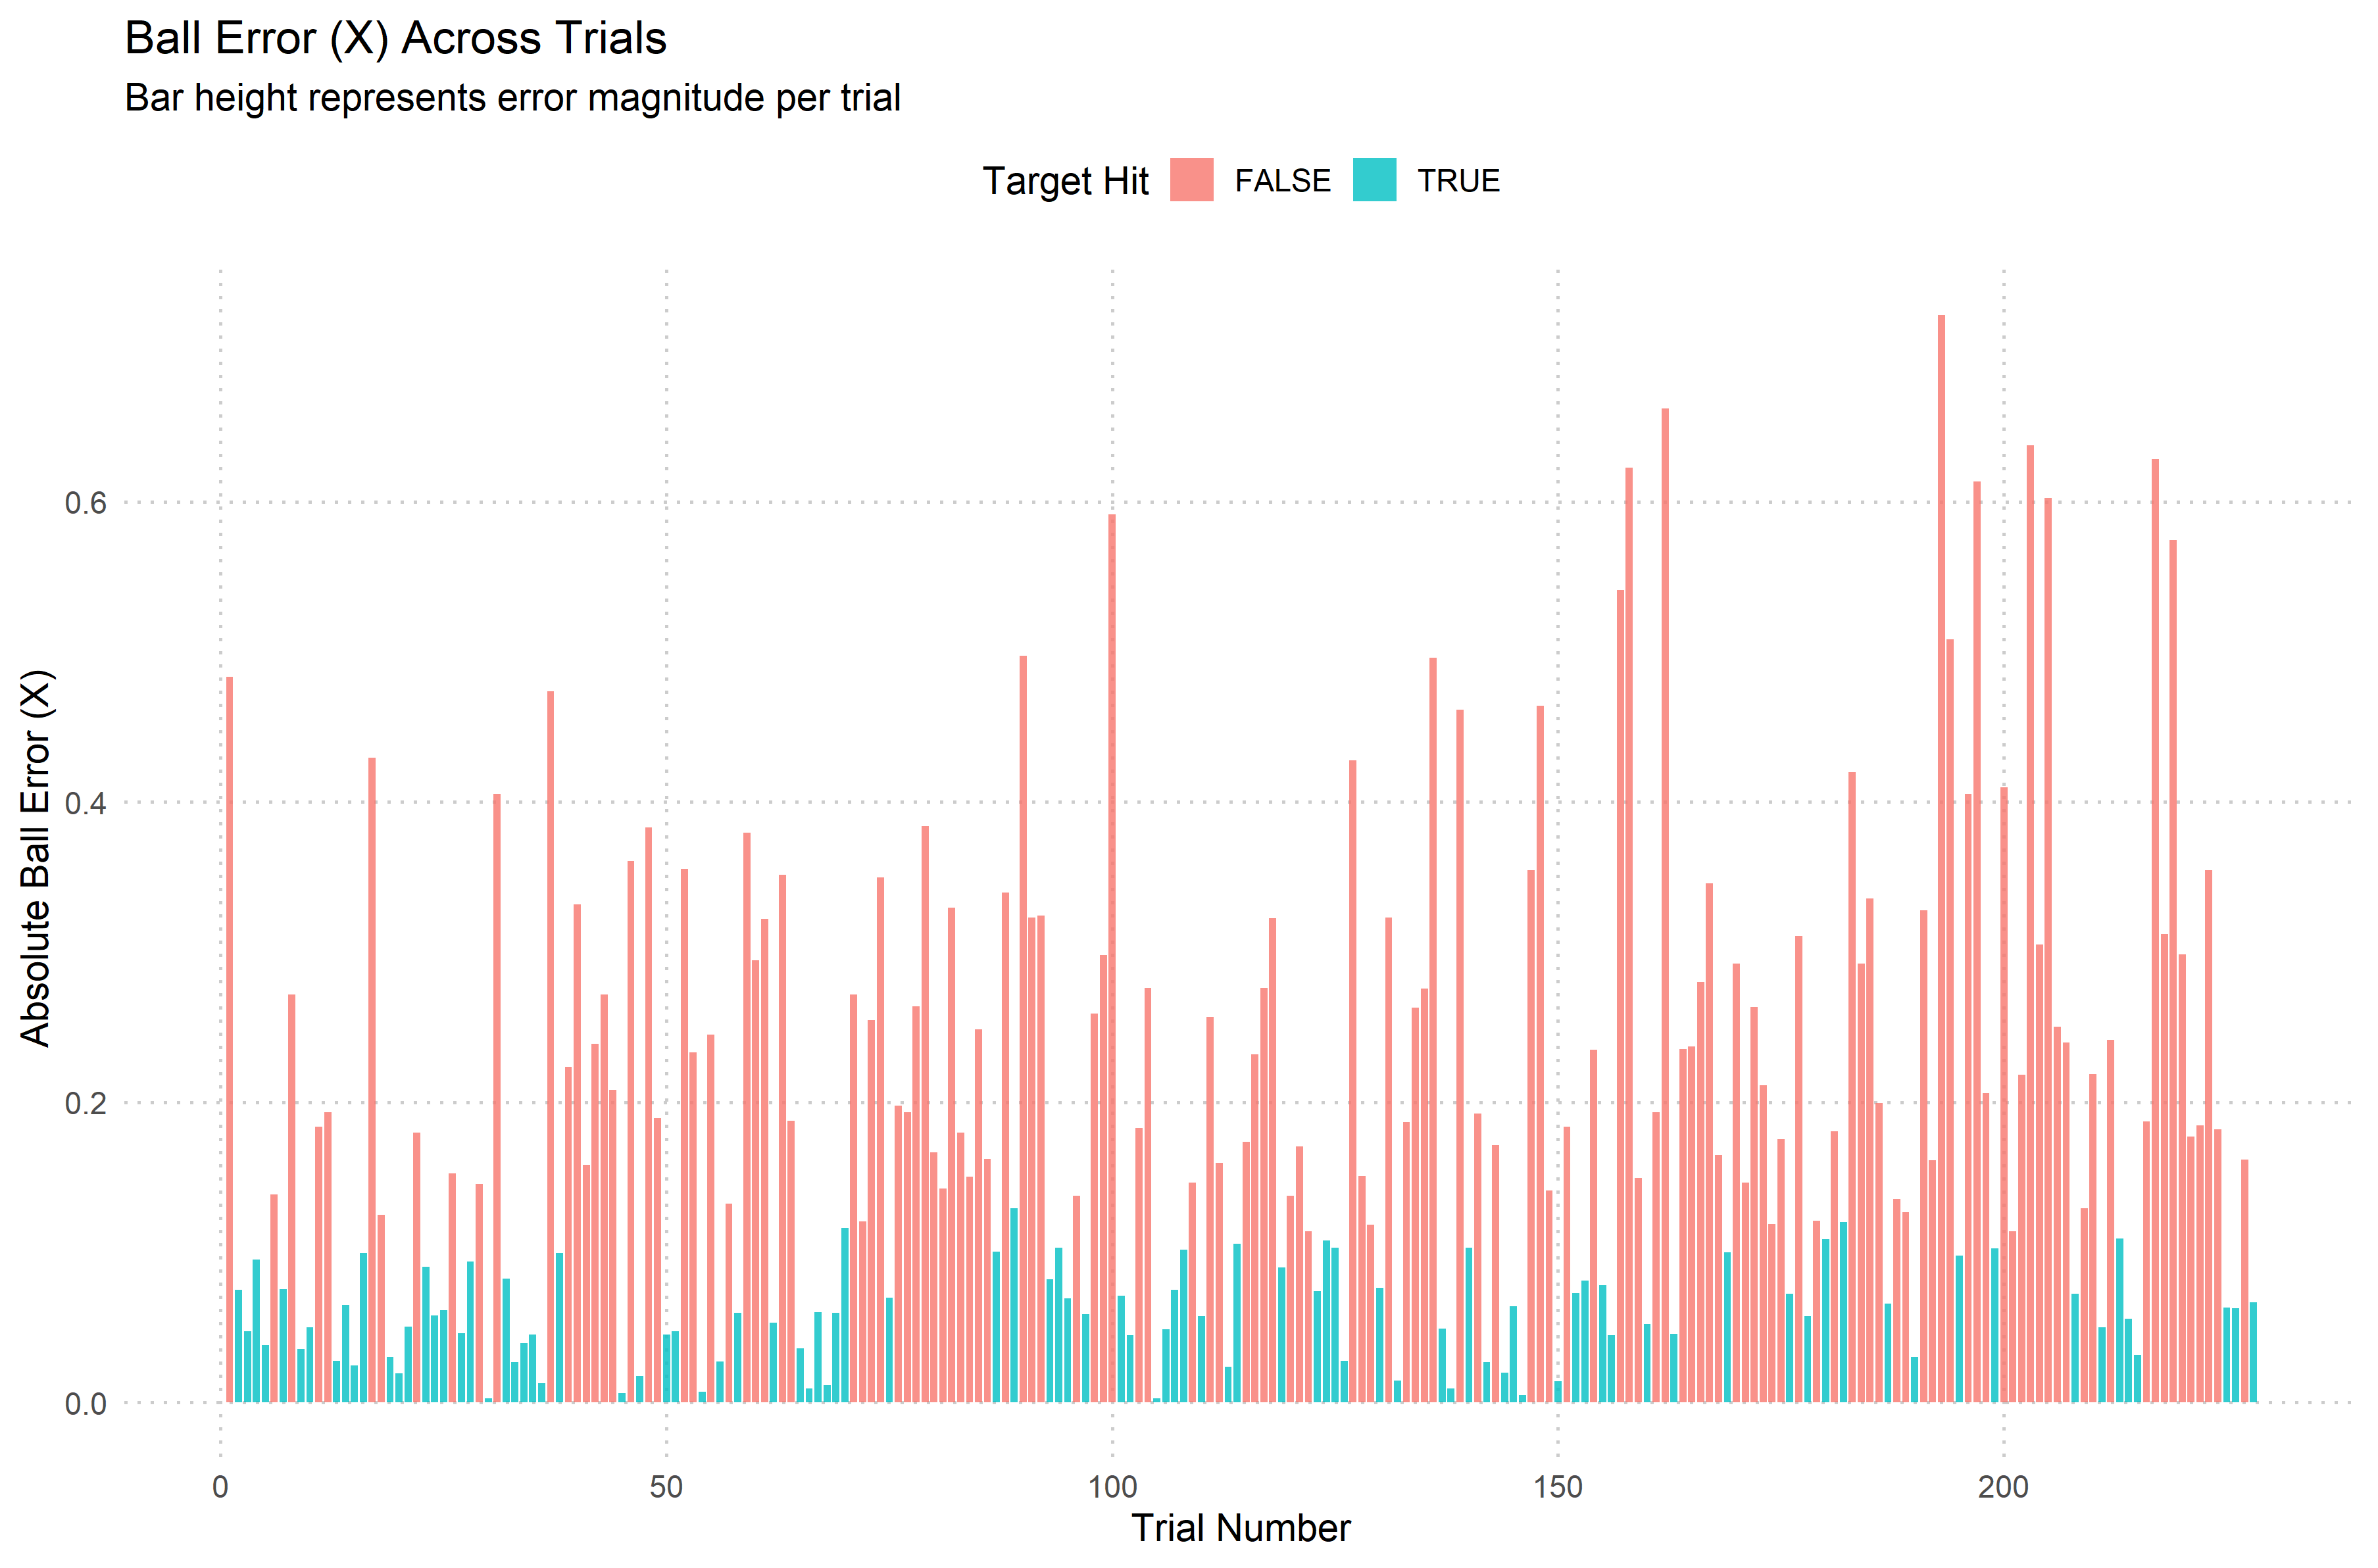 Ball Error (X) Across Trials
Bar height represents error magnitude per trial
Target Hit FALSE TRUE
Absolute Ball Error (X)
0.6
0.4
0.2
0.0
0 50 100 150 200
Trial Number